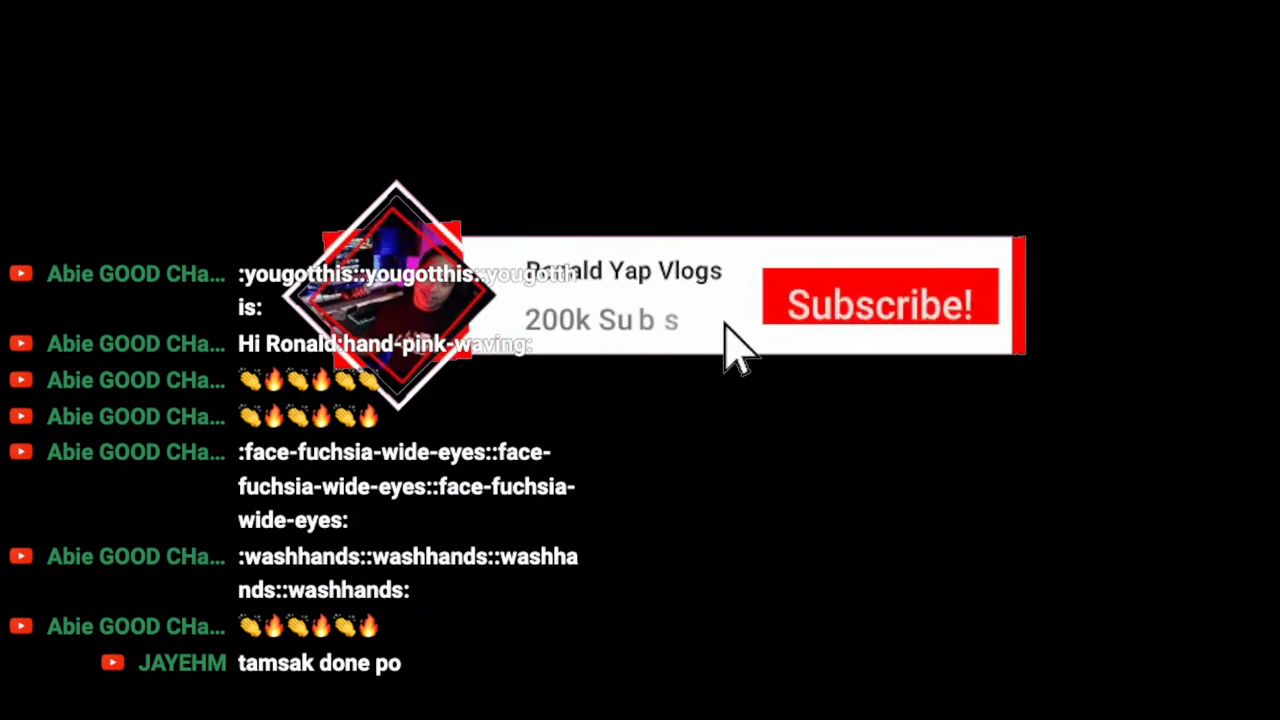 Ronald Yap Vlogs
200k Subs
Subscribe!
Abie GOOD CHa... :yougotthis::yougotthis::yougotth
is:
Abie GOOD CHa... Hi Ronald:hand-pink-waving:
Abie GOOD CHa... 👏🔥👏🔥👏👏
Abie GOOD CHa... 👏🔥👏🔥👏🔥
Abie GOOD CHa... :face-fuchsia-wide-eyes::face-
fuchsia-wide-eyes::face-fuchsia-
wide-eyes:
Abie GOOD CHa... :washhands::washhands::washha
nds::washhands:
Abie GOOD CHa... 👏🔥👏🔥👏🔥
JAYEHM tamsak done po